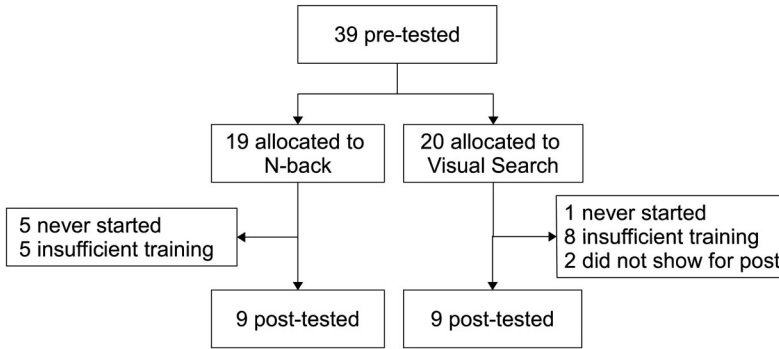 39 pre-tested
19 allocated to
N-back
20 allocated to
Visual Search
5 never started
5 insufficient training
1 never started
8 insufficient training
2 did not show for post
9 post-tested
9 post-tested